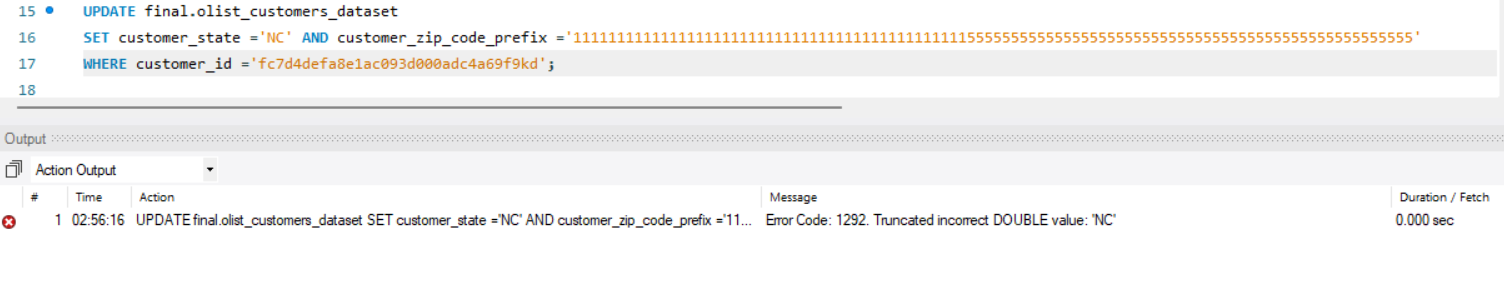 15 UPDATE final.olist_customers_dataset
16 SET customer_state ='NC' AND customer_zip_code_prefix ='111111111111111111111111111111111111111111111555555555555555555555555555555555555555555555555555'
17 WHERE customer_id ='fc7d4defa8e1ac093d000adc4a69f9kd';
18
Output
Action Output
# Time Action Message Duration / Fetch
1 02:56:16 UPDATE final.olist_customers_dataset SET customer_state ='NC' AND customer_zip_code_prefix ='11... Error Code: 1292. Truncated incorrect DOUBLE value: 'NC' 0.000 sec